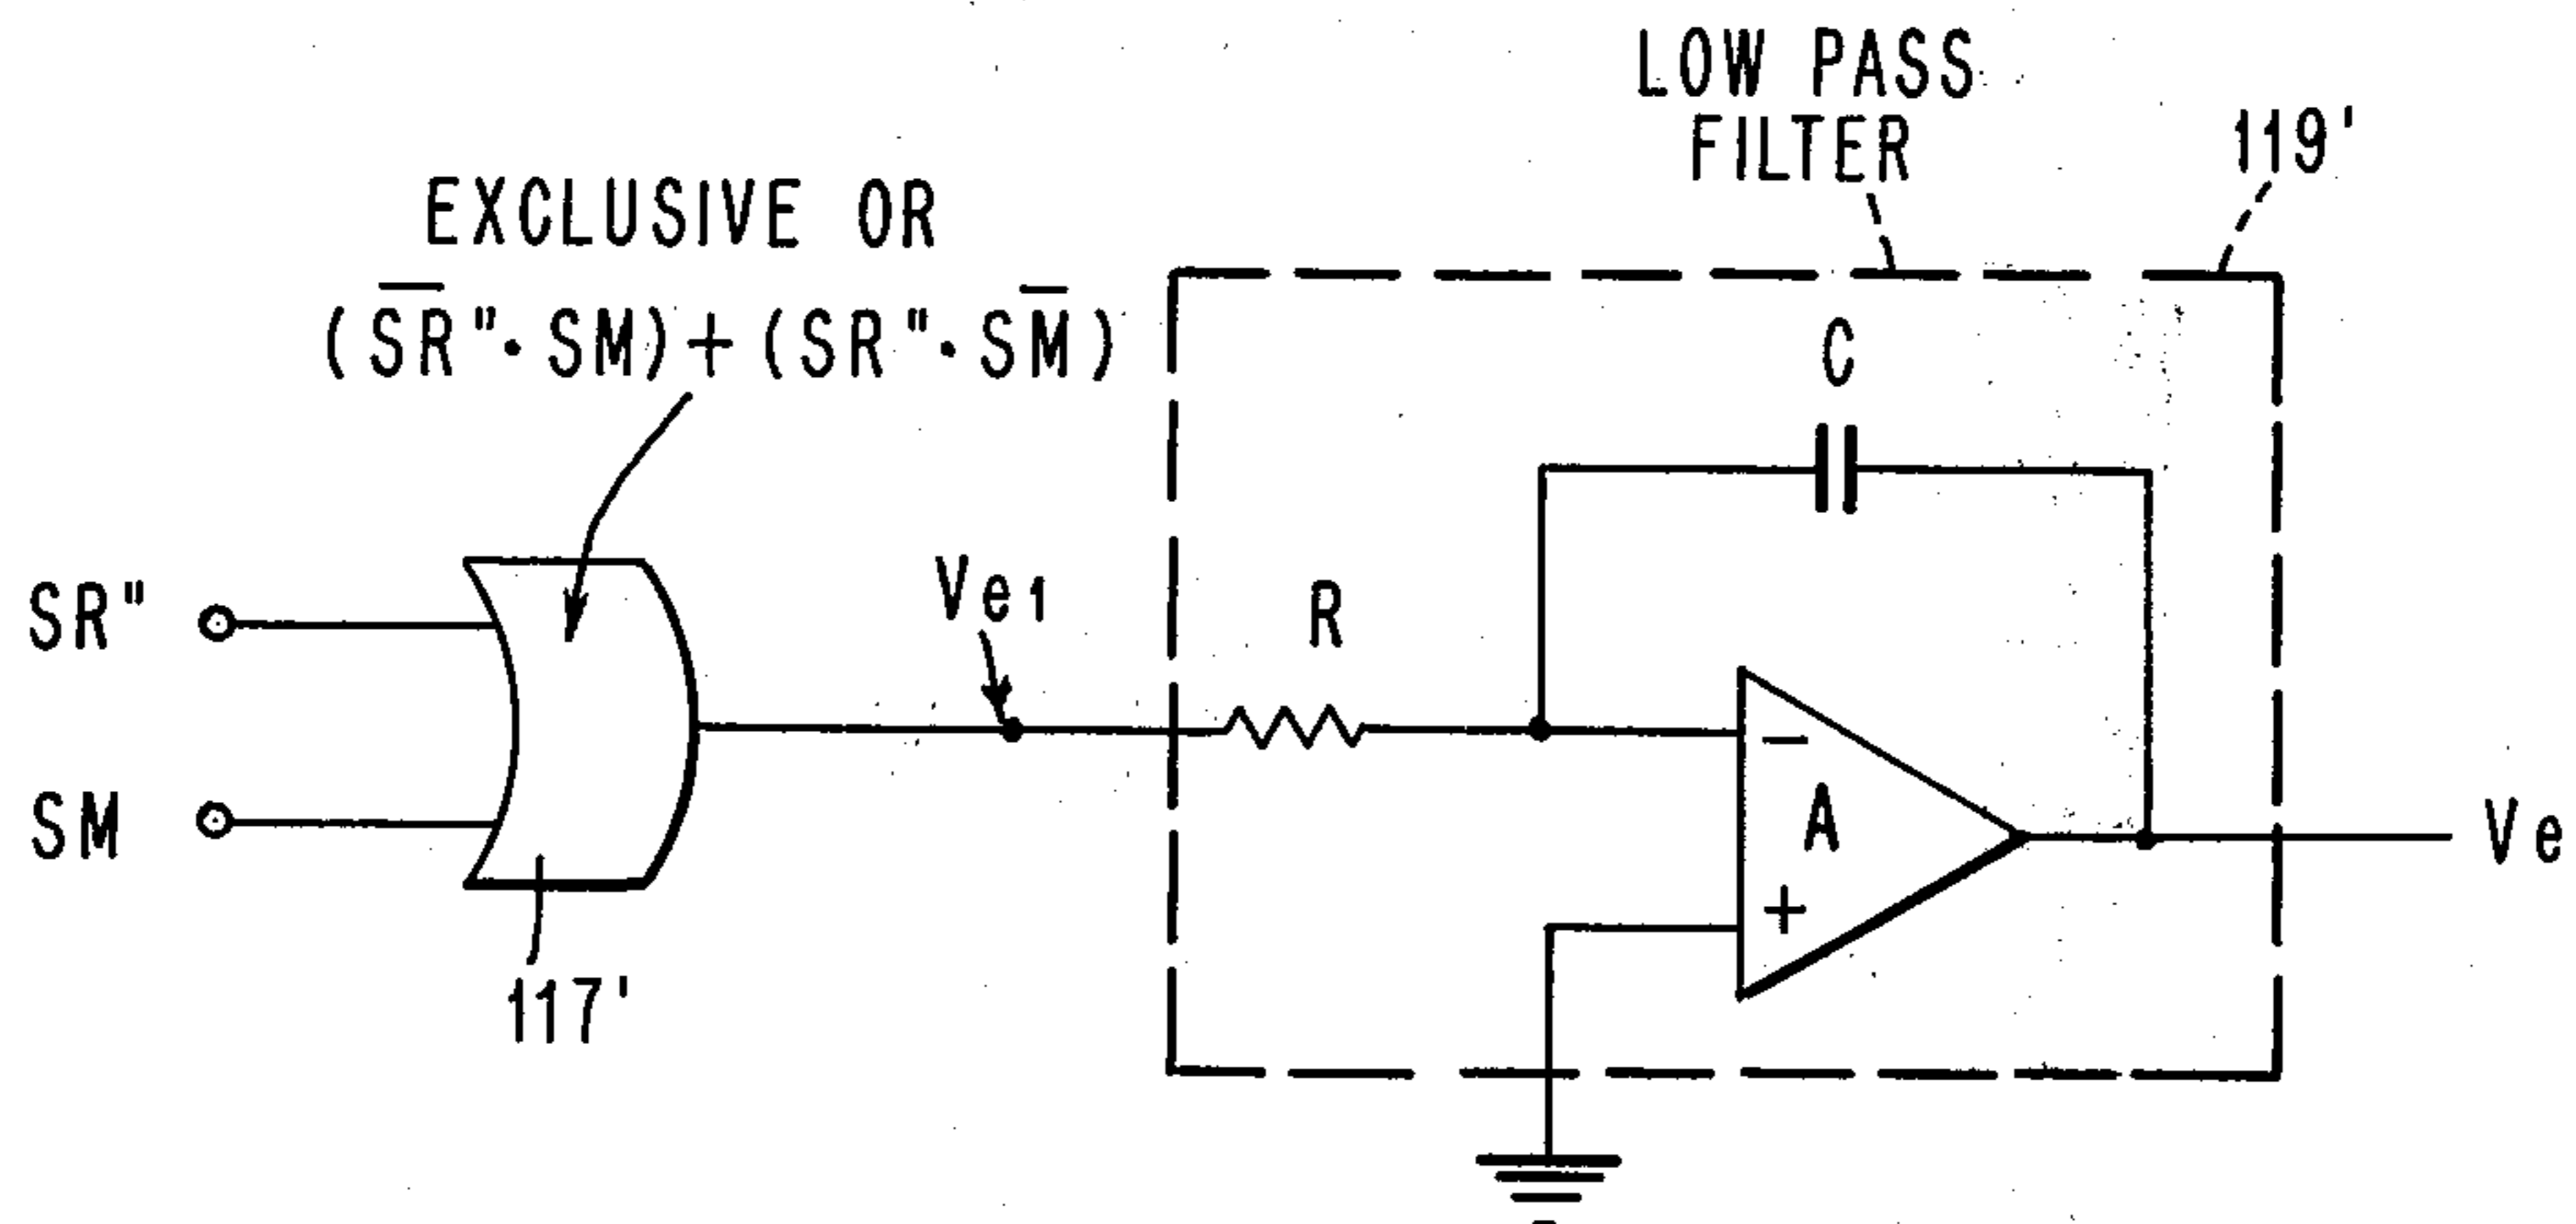 LOW PASS
FILTER
119'
EXCLUSIVE OR
(S̅R̅"·SM)+(SR"·SM̅)
C
SR"
Ve1
R
SM
−
A
+
Ve
117'